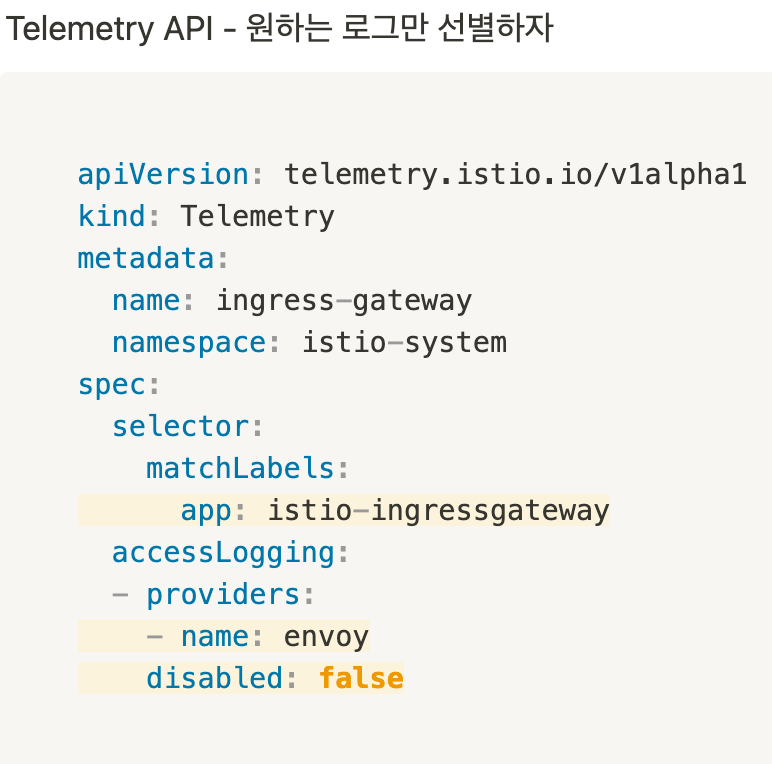 Telemetry API - 원하는 로그만 선별하자
apiVersion: telemetry.istio.io/v1alpha1
kind: Telemetry
metadata:
  name: ingress-gateway
  namespace: istio-system
spec:
  selector:
    matchLabels:
      app: istio-ingressgateway
  accessLogging:
  - providers:
    - name: envoy
    disabled: false